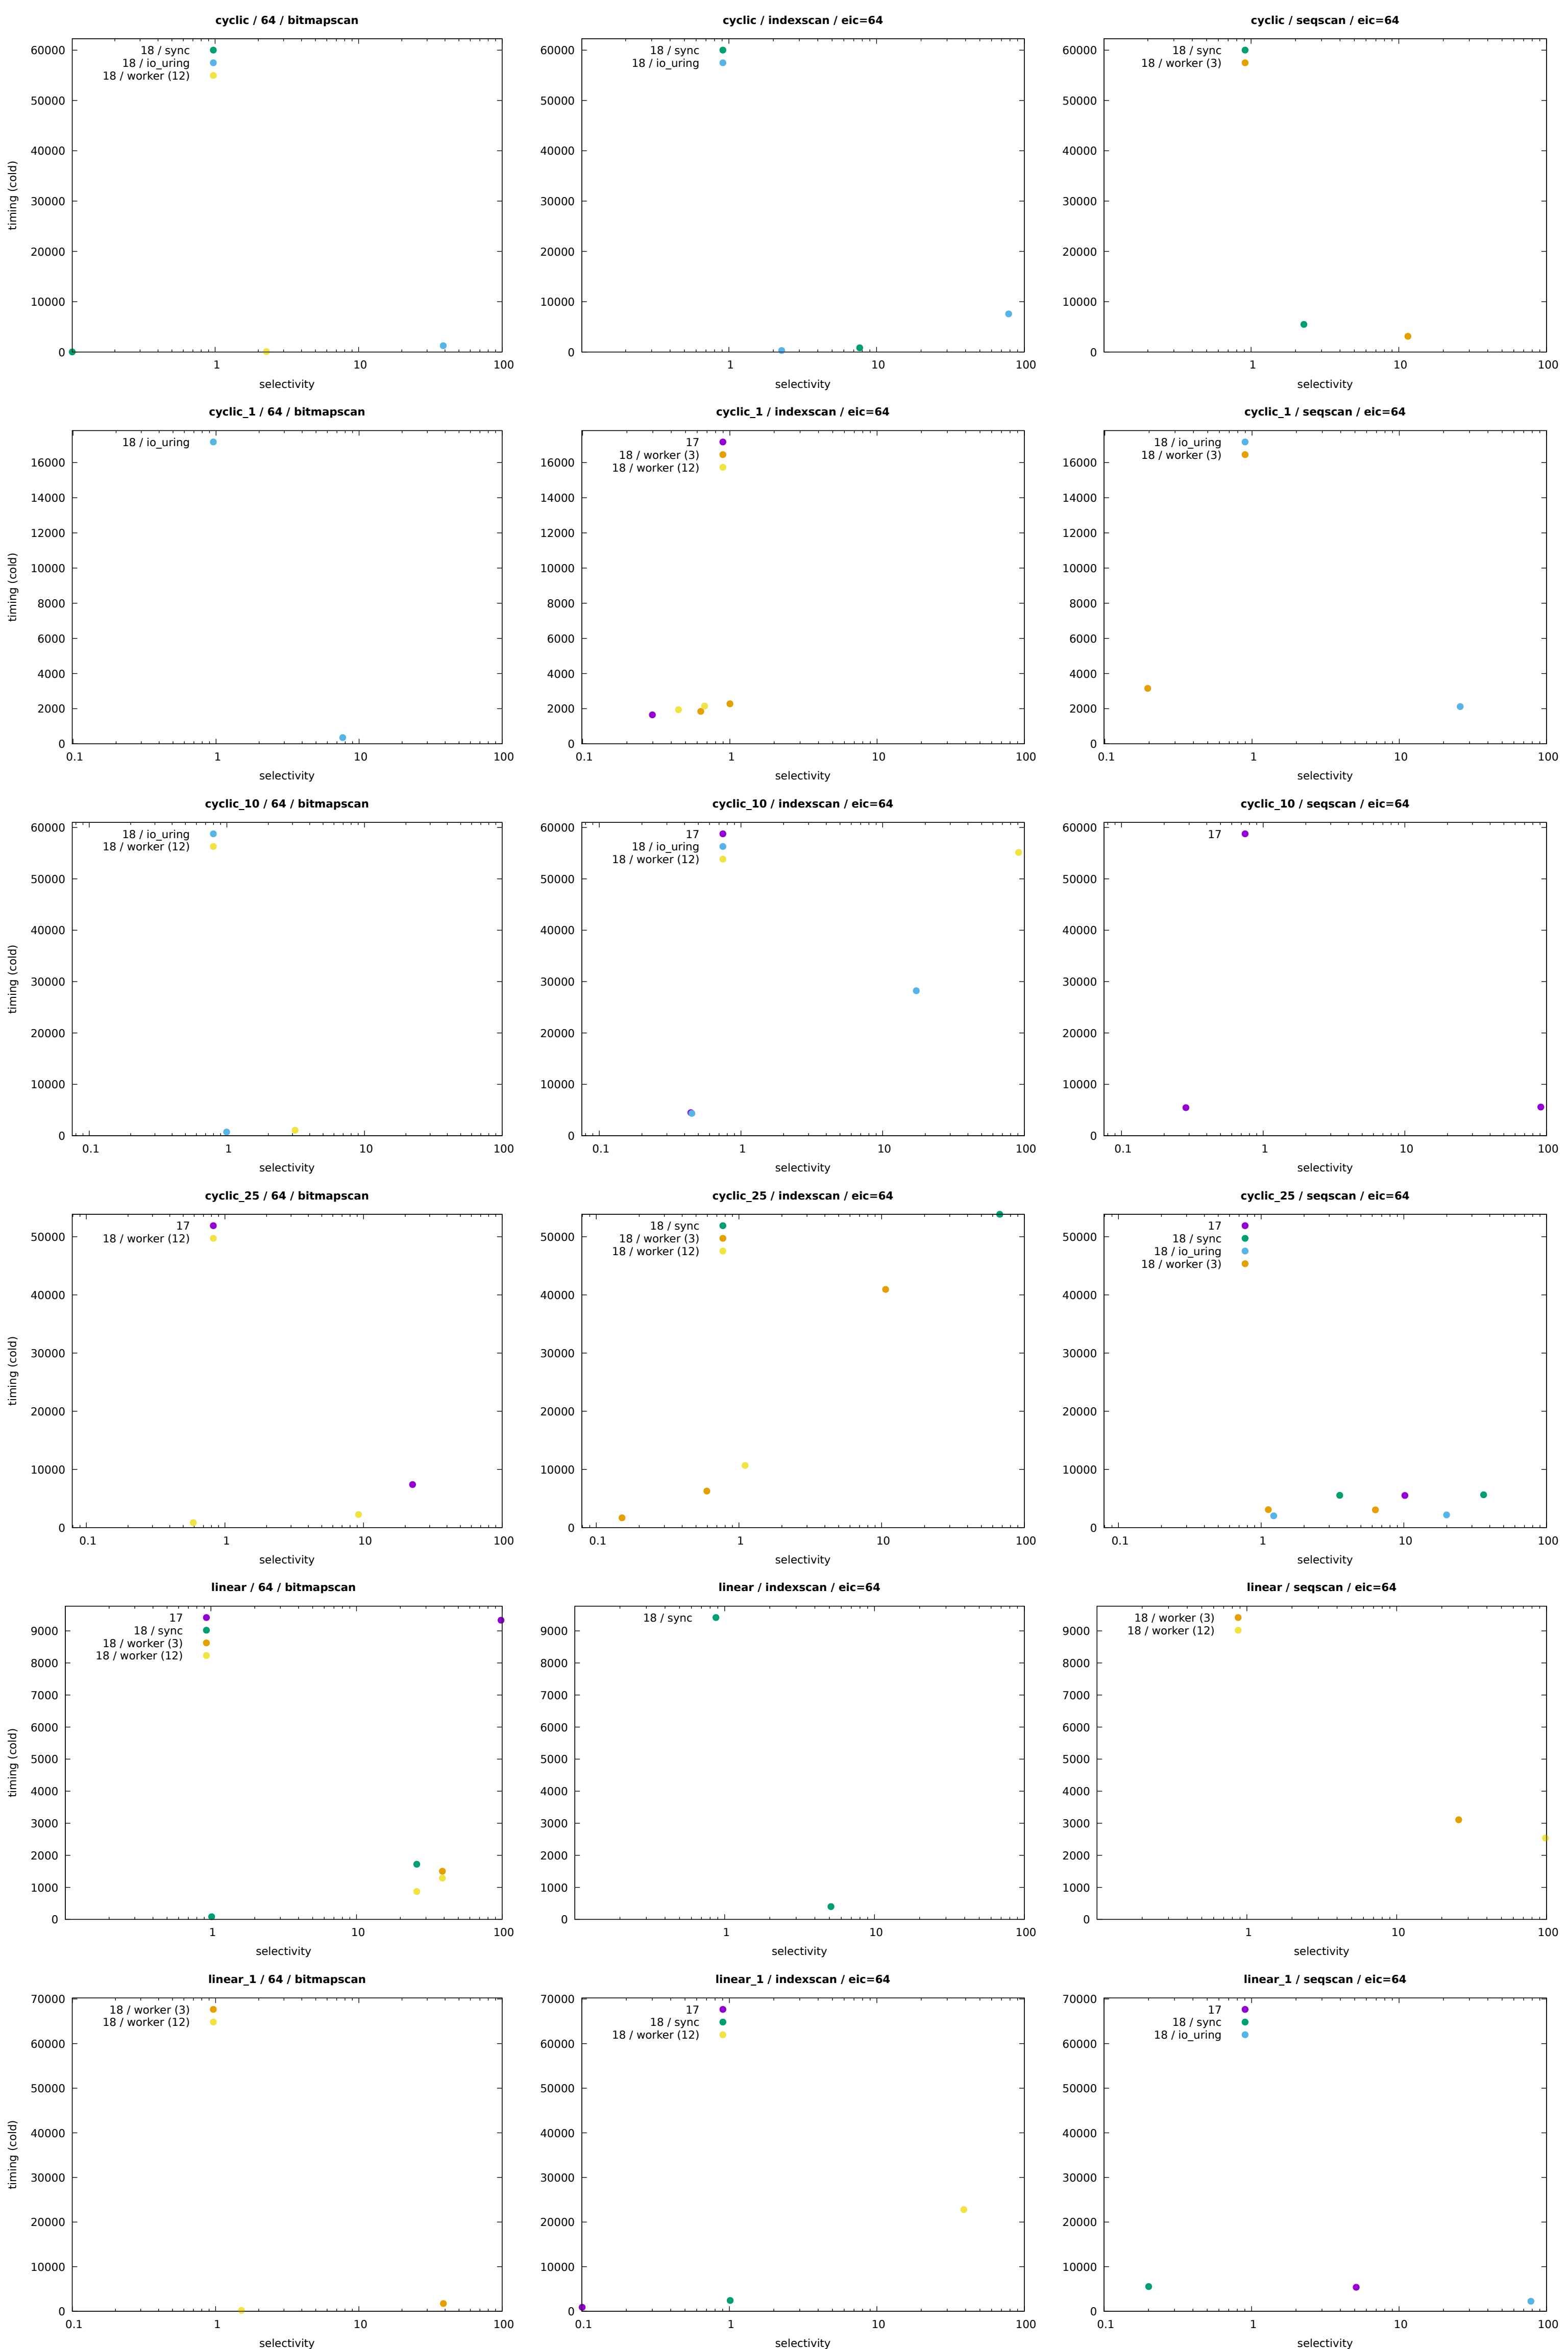 cyclic / 64 / bitmapscan
18 / sync
18 / io_uring
18 / worker (12)
60000
50000
40000
30000
20000
10000
0
timing (cold)
1
10
100
selectivity
cyclic / indexscan / eic=64
18 / sync
18 / io_uring
60000
50000
40000
30000
20000
10000
0
1
10
100
selectivity
cyclic / seqscan / eic=64
18 / sync
18 / worker (3)
60000
50000
40000
30000
20000
10000
0
1
10
100
selectivity
cyclic_1 / 64 / bitmapscan
18 / io_uring
16000
14000
12000
10000
8000
6000
4000
2000
0
timing (cold)
0.1
1
10
100
selectivity
cyclic_1 / indexscan / eic=64
17
18 / worker (3)
18 / worker (12)
16000
14000
12000
10000
8000
6000
4000
2000
0
0.1
1
10
100
selectivity
cyclic_1 / seqscan / eic=64
18 / io_uring
18 / worker (3)
16000
14000
12000
10000
8000
6000
4000
2000
0
0.1
1
10
100
selectivity
cyclic_10 / 64 / bitmapscan
18 / io_uring
18 / worker (12)
60000
50000
40000
30000
20000
10000
0
timing (cold)
0.1
1
10
100
selectivity
cyclic_10 / indexscan / eic=64
17
18 / io_uring
18 / worker (12)
60000
50000
40000
30000
20000
10000
0
0.1
1
10
100
selectivity
cyclic_10 / seqscan / eic=64
17
60000
50000
40000
30000
20000
10000
0
0.1
1
10
100
selectivity
cyclic_25 / 64 / bitmapscan
17
18 / worker (12)
50000
40000
30000
20000
10000
0
timing (cold)
0.1
1
10
100
selectivity
cyclic_25 / indexscan / eic=64
18 / sync
18 / worker (3)
18 / worker (12)
50000
40000
30000
20000
10000
0
0.1
1
10
100
selectivity
cyclic_25 / seqscan / eic=64
17
18 / sync
18 / io_uring
18 / worker (3)
50000
40000
30000
20000
10000
0
0.1
1
10
100
selectivity
linear / 64 / bitmapscan
17
18 / sync
18 / worker (3)
18 / worker (12)
9000
8000
7000
6000
5000
4000
3000
2000
1000
0
timing (cold)
1
10
100
selectivity
linear / indexscan / eic=64
18 / sync
9000
8000
7000
6000
5000
4000
3000
2000
1000
0
1
10
100
selectivity
linear / seqscan / eic=64
18 / worker (3)
18 / worker (12)
9000
8000
7000
6000
5000
4000
3000
2000
1000
0
1
10
100
selectivity
linear_1 / 64 / bitmapscan
18 / worker (3)
18 / worker (12)
70000
60000
50000
40000
30000
20000
10000
0
timing (cold)
0.1
1
10
100
selectivity
linear_1 / indexscan / eic=64
17
18 / sync
18 / worker (12)
70000
60000
50000
40000
30000
20000
10000
0
0.1
1
10
100
selectivity
linear_1 / seqscan / eic=64
17
18 / sync
18 / io_uring
70000
60000
50000
40000
30000
20000
10000
0
0.1
1
10
100
selectivity